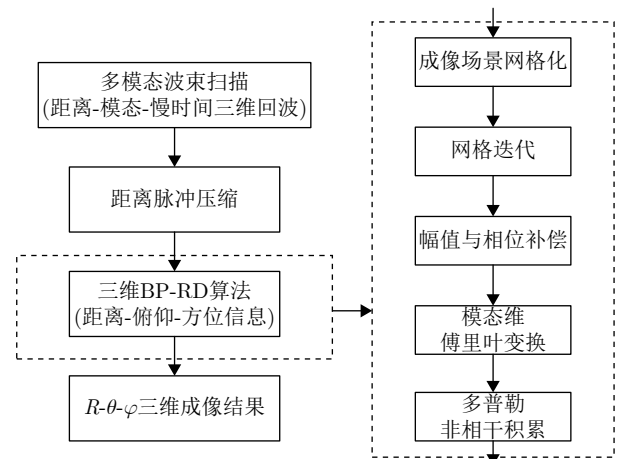 多模态波束扫描
(距离-模态-慢时间三维回波)
距离脉冲压缩
三维BP-RD算法
(距离-俯仰-方位信息)
R-θ-φ三维成像结果
成像场景网格化
网格迭代
幅值与相位补偿
模态维
傅里叶变换
多普勒
非相干积累